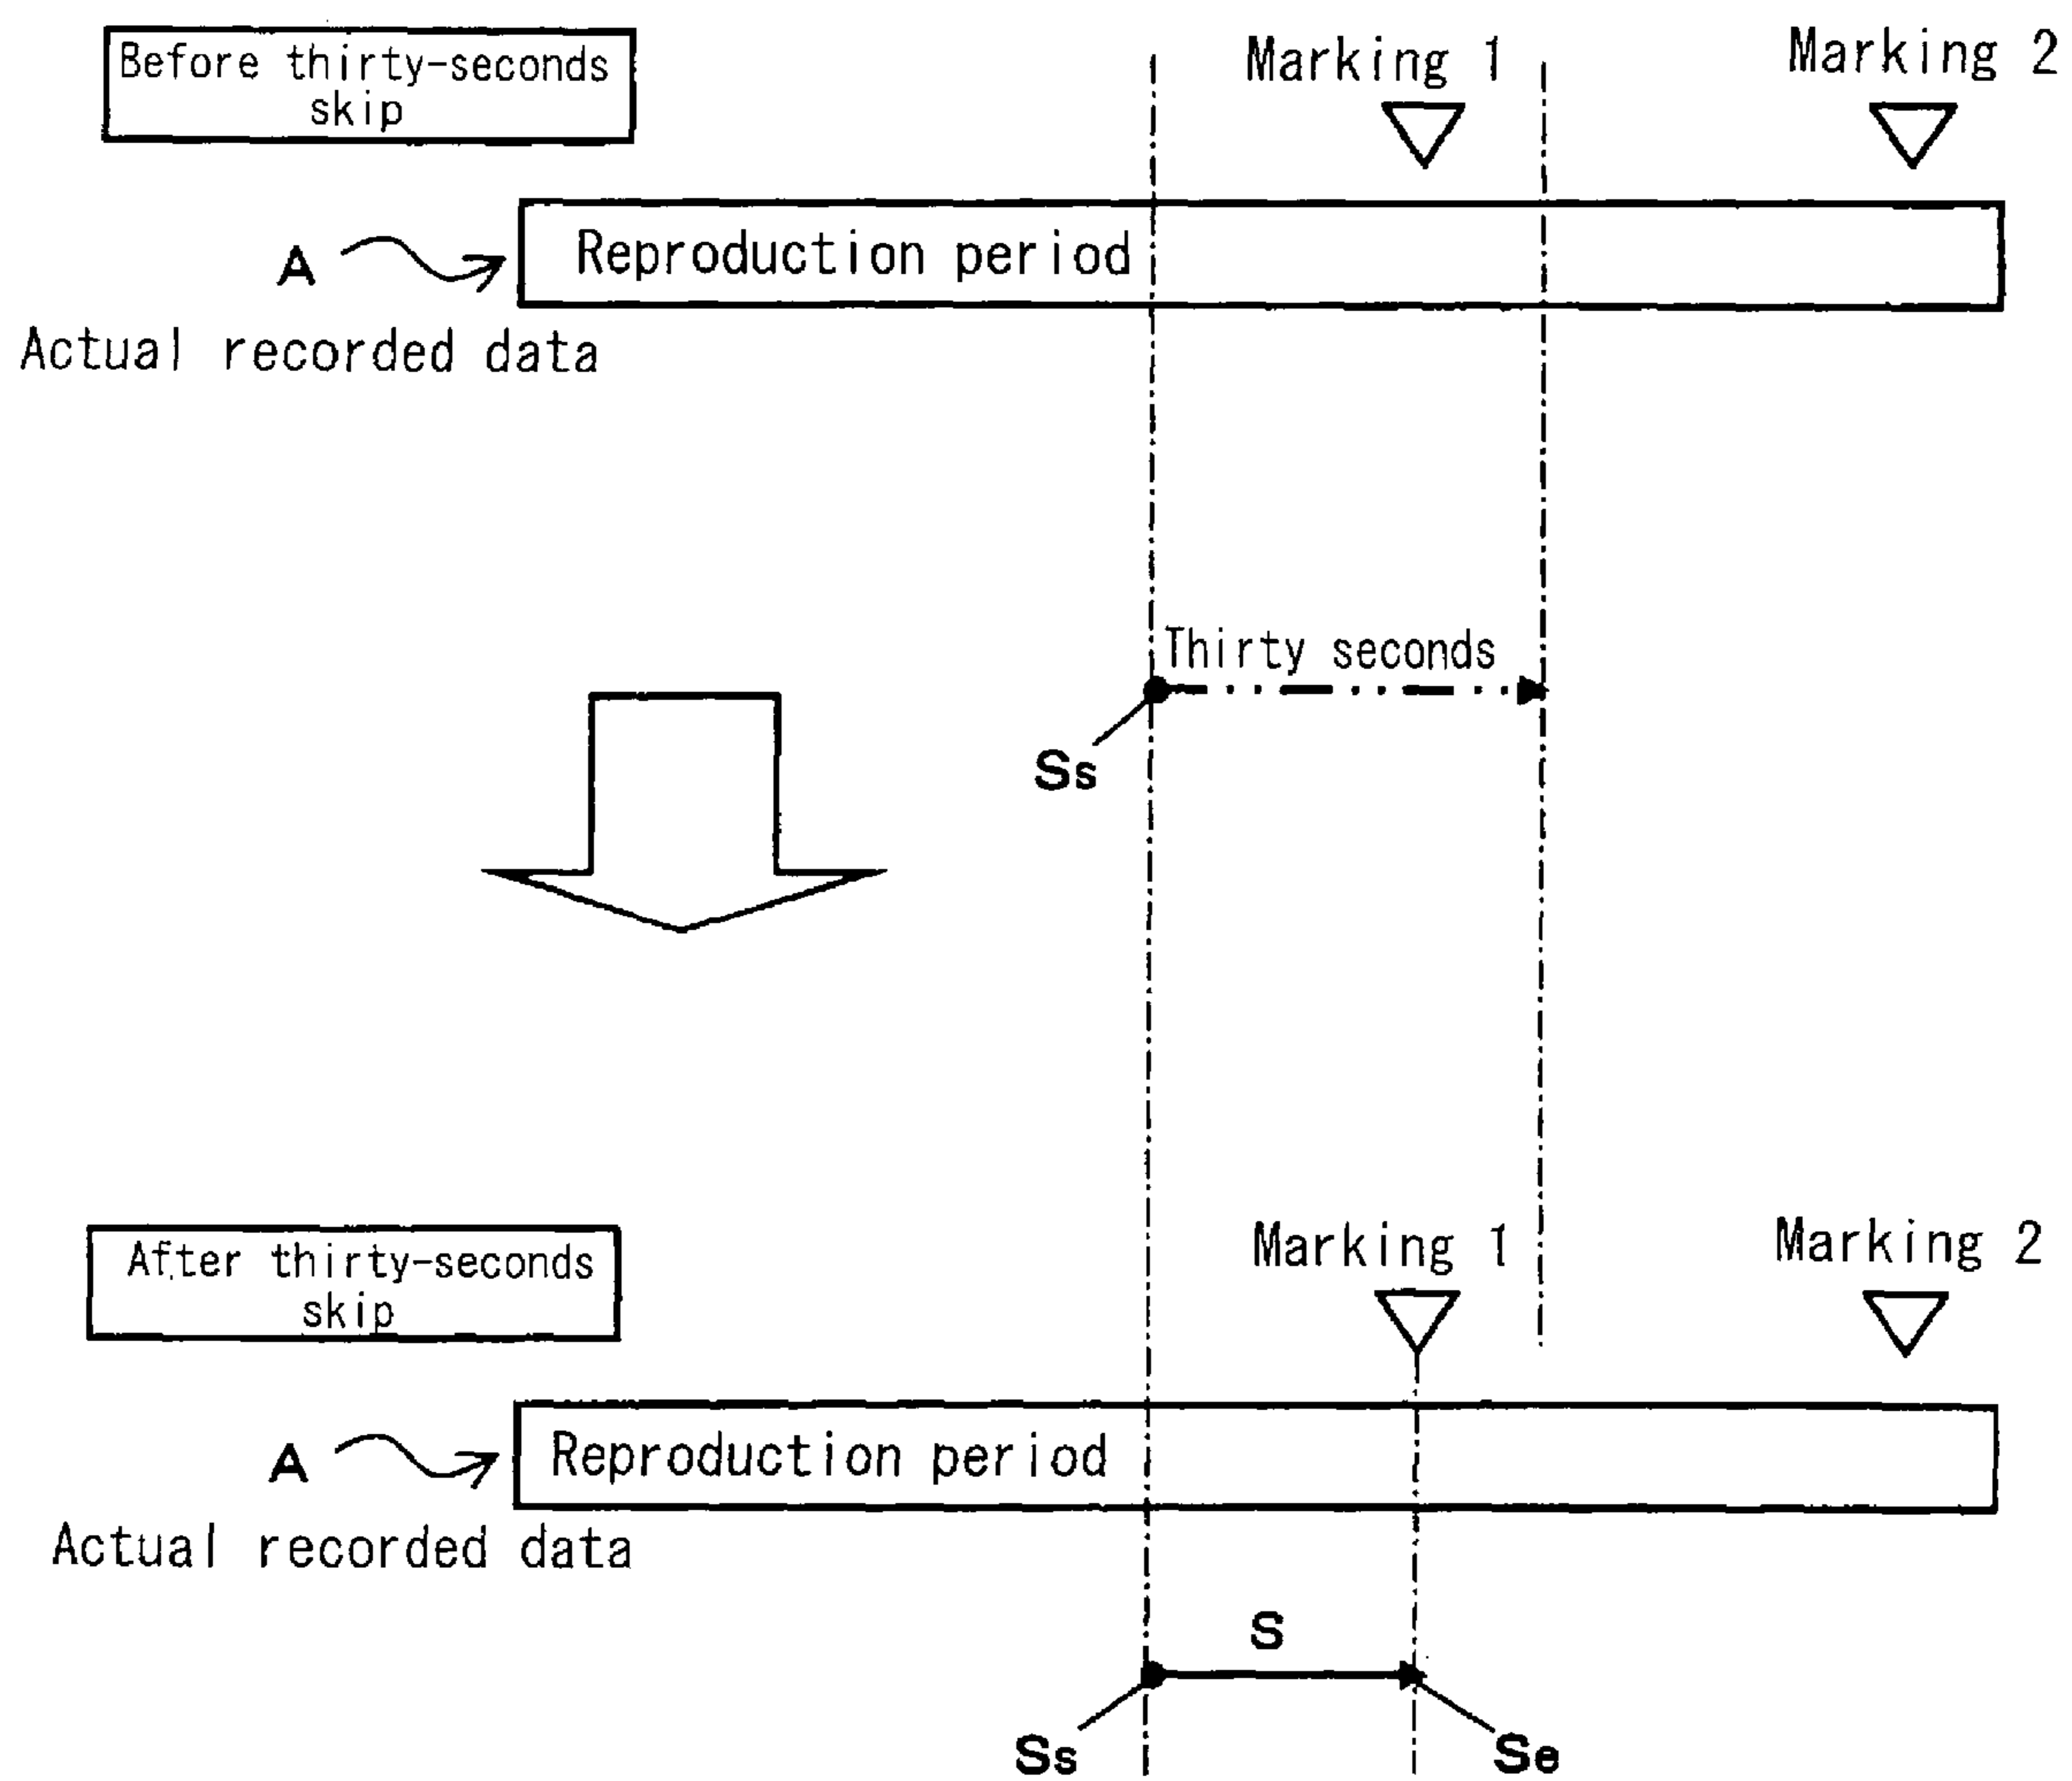 Before thirty-seconds
skip
Marking 1
Marking 2
Reproduction period
A
Actual recorded data
Thirty seconds
Ss
After thirty-seconds
skip
Marking 1
Marking 2
Reproduction period
A
Actual recorded data
S
Ss
Se